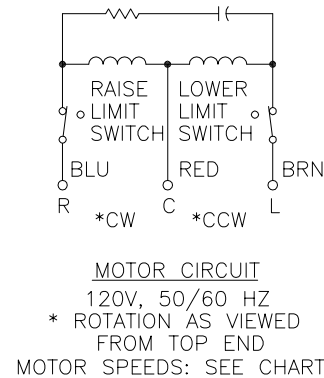 RAISE LOWER
LIMIT LIMIT
SWITCH SWITCH
BLU RED BRN
R C L
*CW *CCW
MOTOR CIRCUIT
120V, 50/60 HZ
* ROTATION AS VIEWED
FROM TOP END
MOTOR SPEEDS: SEE CHART